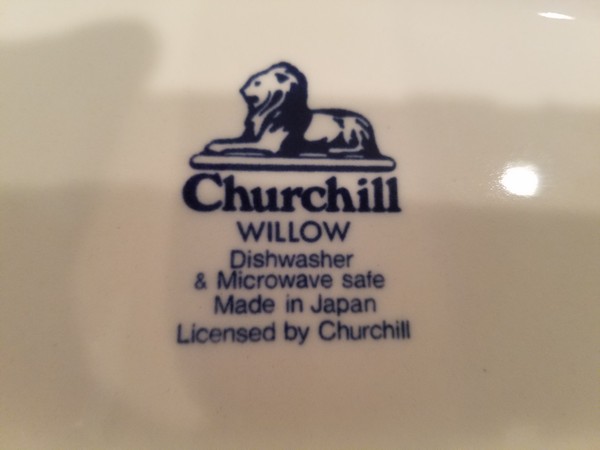 Churchill
WILLOW
Dishwasher
& Microwave safe
Made in Japan
Licensed by Churchill